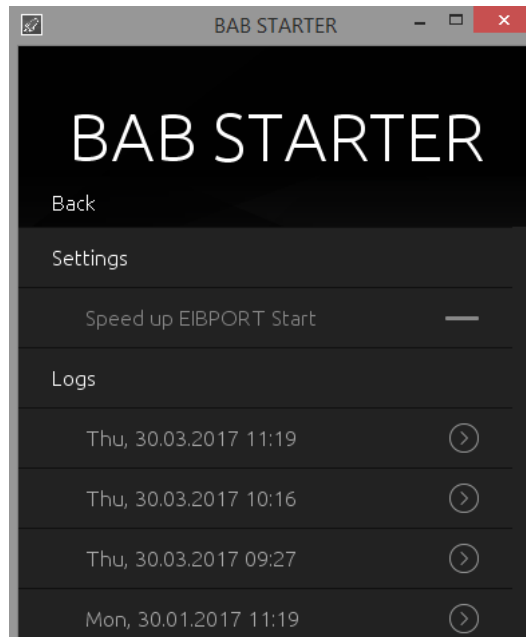 BAB STARTER
BAB STARTER
Back
Settings
Speed up EIBPORT Start
Logs
Thu, 30.03.2017 11:19
Thu, 30.03.2017 10:16
Thu, 30.03.2017 09:27
Mon, 30.01.2017 11:19